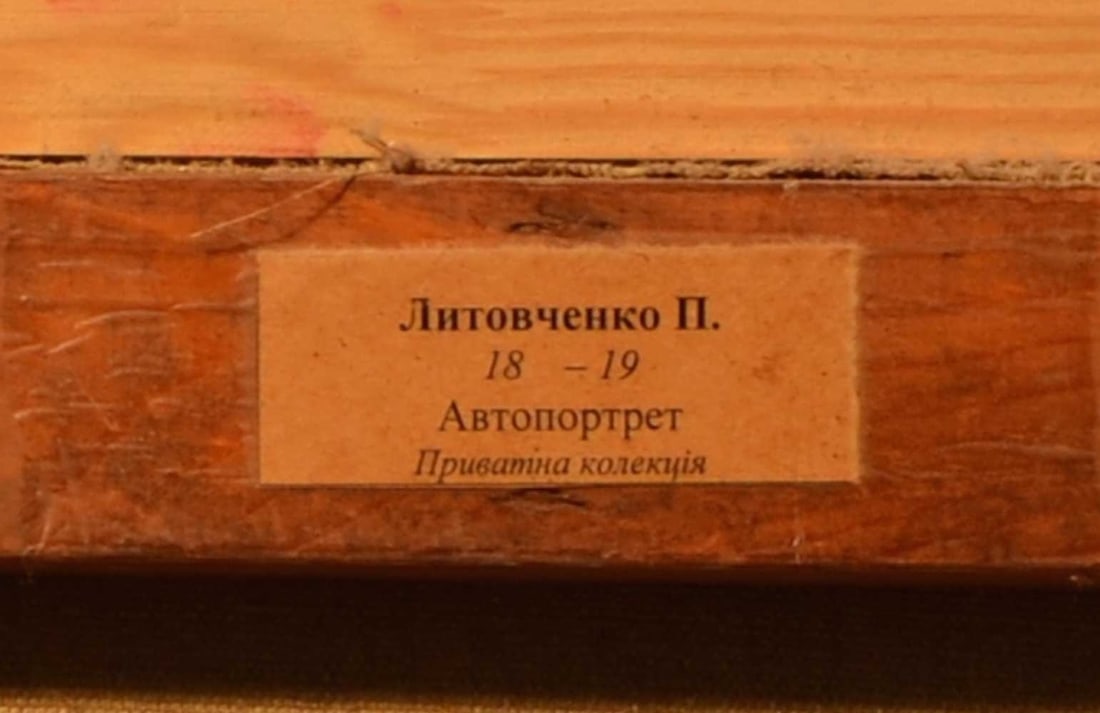 Литовченко П.
18    – 19
Автопортрет
Приватна колекція